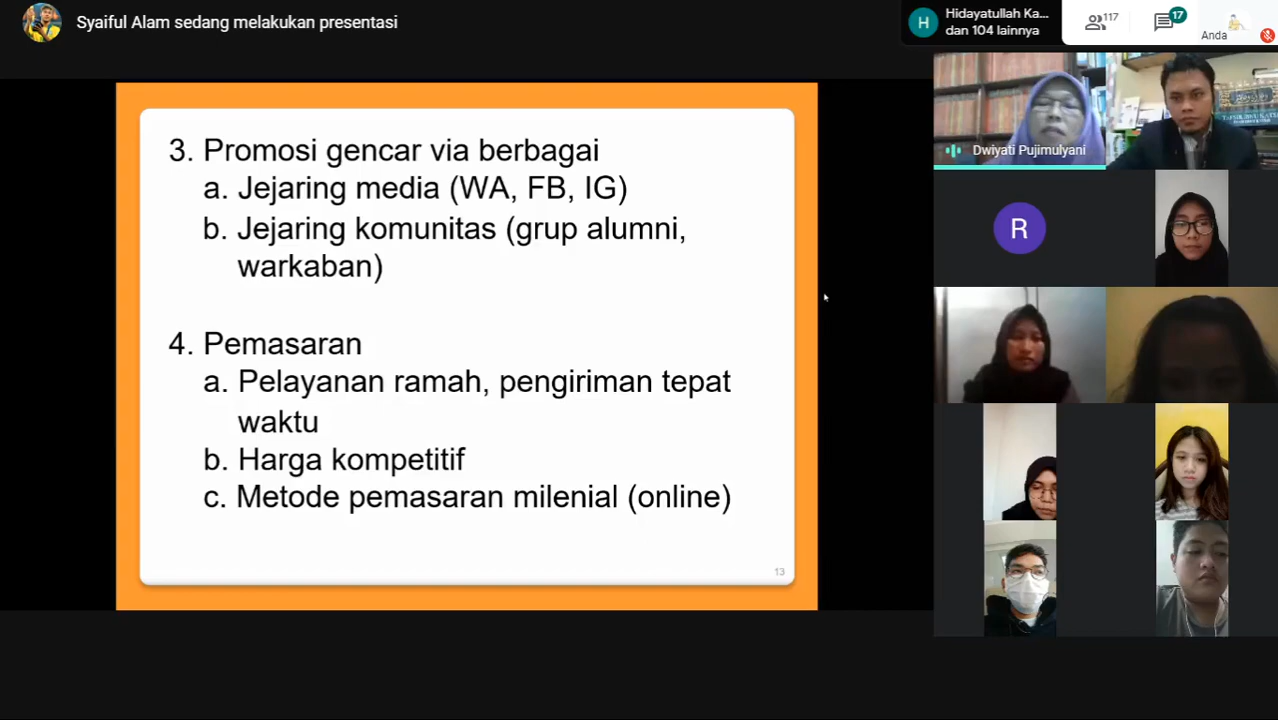 Syaiful Alam sedang melakukan presentasi
H
Hidayatullah Ka...
dan 104 lainnya
117
17
Anda
3. Promosi gencar via berbagai
a. Jejaring media (WA, FB, IG)
b. Jejaring komunitas (grup alumni,
warkaban)
4. Pemasaran
a. Pelayanan ramah, pengiriman tepat
waktu
b. Harga kompetitif
c. Metode pemasaran milenial (online)
13
Dwiyati Pujimulyani
R